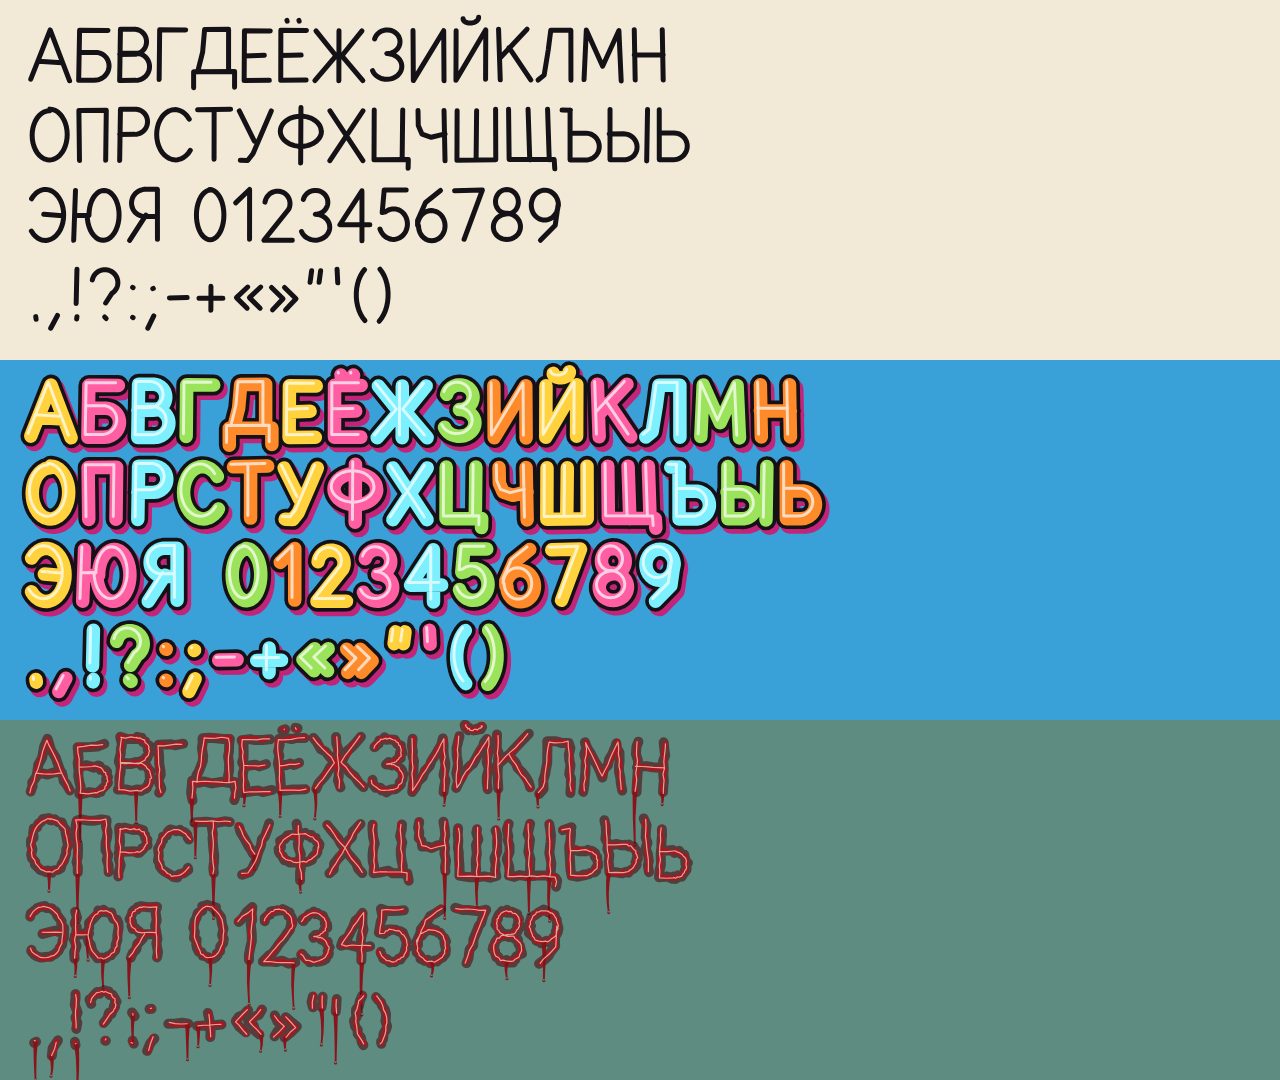 АБВГДЕЁЖЗИЙКЛМН
ОПРСТУФХЦЧШЩЪЫЬ
ЭЮЯ 0123456789
.,!?:;-+«»"'()
АБВГДЕЁЖЗИЙКЛМН
ОПРСТУФХЦЧШЩЪЫЬ
ЭЮЯ 0123456789
.,!?:;-+«»"'()
АБВГДЕЁЖЗИЙКЛМН
ОПРСТУФХЦЧШЩЪЫЬ
ЭЮЯ 0123456789
.,!?:;-+«»"'()